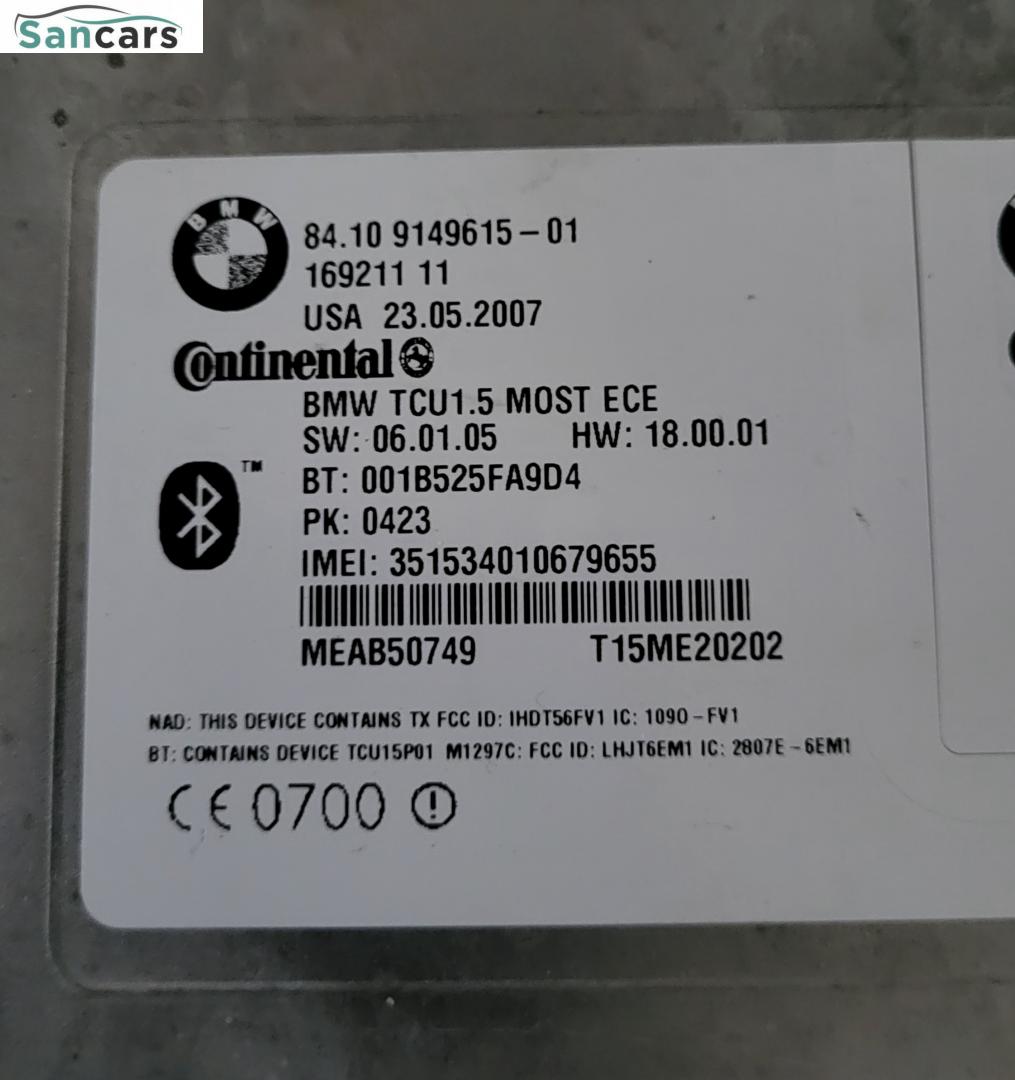 Sancars
BMW
84.10 9149615-01
169211 11
USA 23.05.2007
Continental
BMW TCU1.5 MOST ECE
SW: 06.01.05 HW: 18.00.01
TM
BT: 001B525FA9D4
PK: 0423
IMEI: 351534010679655
MEAB50749 T15ME20202
NAD: THIS DEVICE CONTAINS TX FCC ID: IHDT56FV1 IC: 1090-FV1
BT: CONTAINS DEVICE TCU15P01 M1297C: FCC ID: LHJT6EM1 IC: 2807E-6EM1
CE 0700